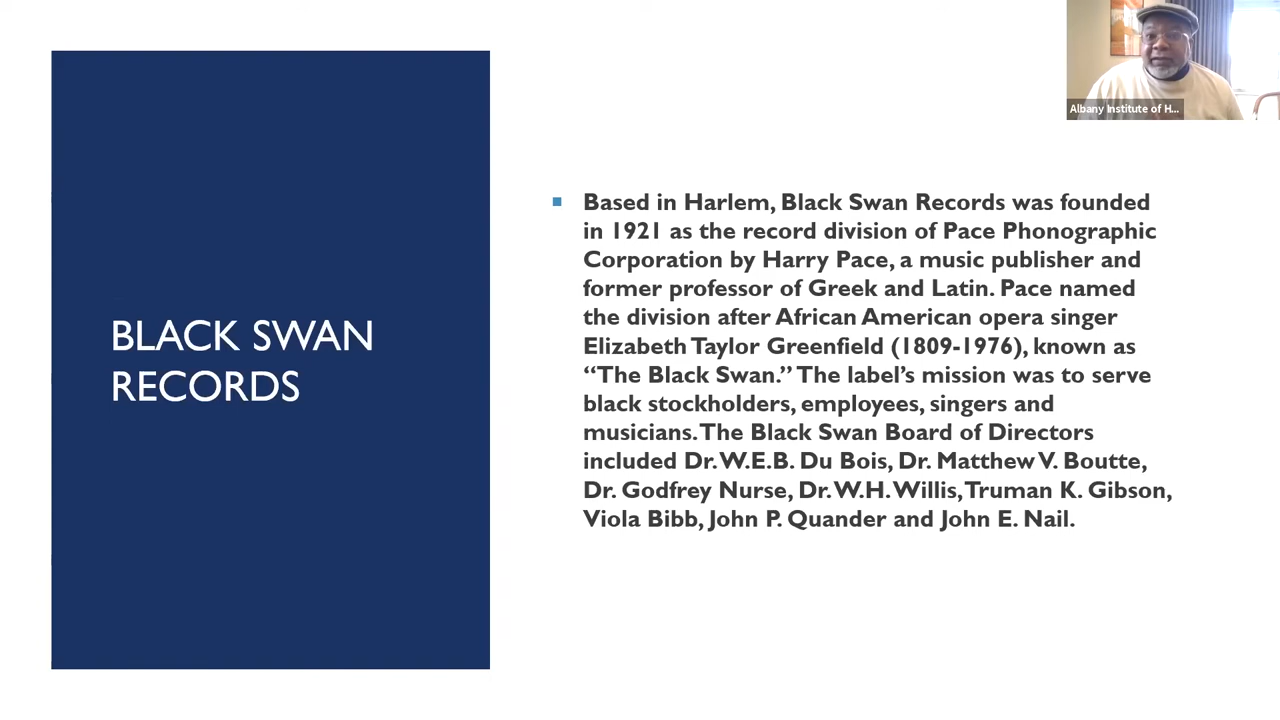 BLACK SWAN
RECORDS
Based in Harlem, Black Swan Records was founded
in 1921 as the record division of Pace Phonographic
Corporation by Harry Pace, a music publisher and
former professor of Greek and Latin. Pace named
the division after African American opera singer
Elizabeth Taylor Greenfield (1809-1976), known as
“The Black Swan.” The label’s mission was to serve
black stockholders, employees, singers and
musicians. The Black Swan Board of Directors
included Dr. W.E.B. Du Bois, Dr. Matthew V. Boutte,
Dr. Godfrey Nurse, Dr. W.H. Willis, Truman K. Gibson,
Viola Bibb, John P. Quander and John E. Nail.
Albany Institute of H...